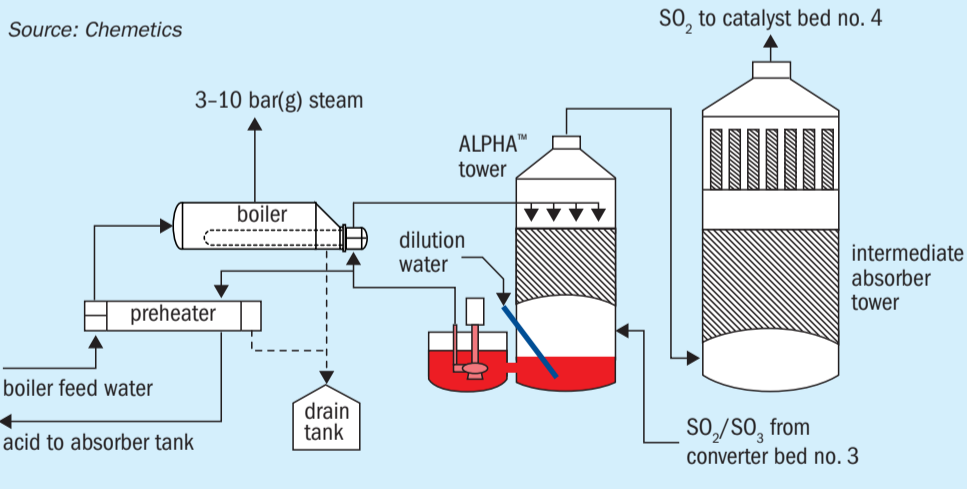 Source: Chemetics
SO₂ to catalyst bed no. 4
3–10 bar(g) steam
ALPHA™
tower
boiler
dilution
water
intermediate
absorber
tower
preheater
boiler feed water
drain
tank
acid to absorber tank
SO₂/SO₃ from
converter bed no. 3